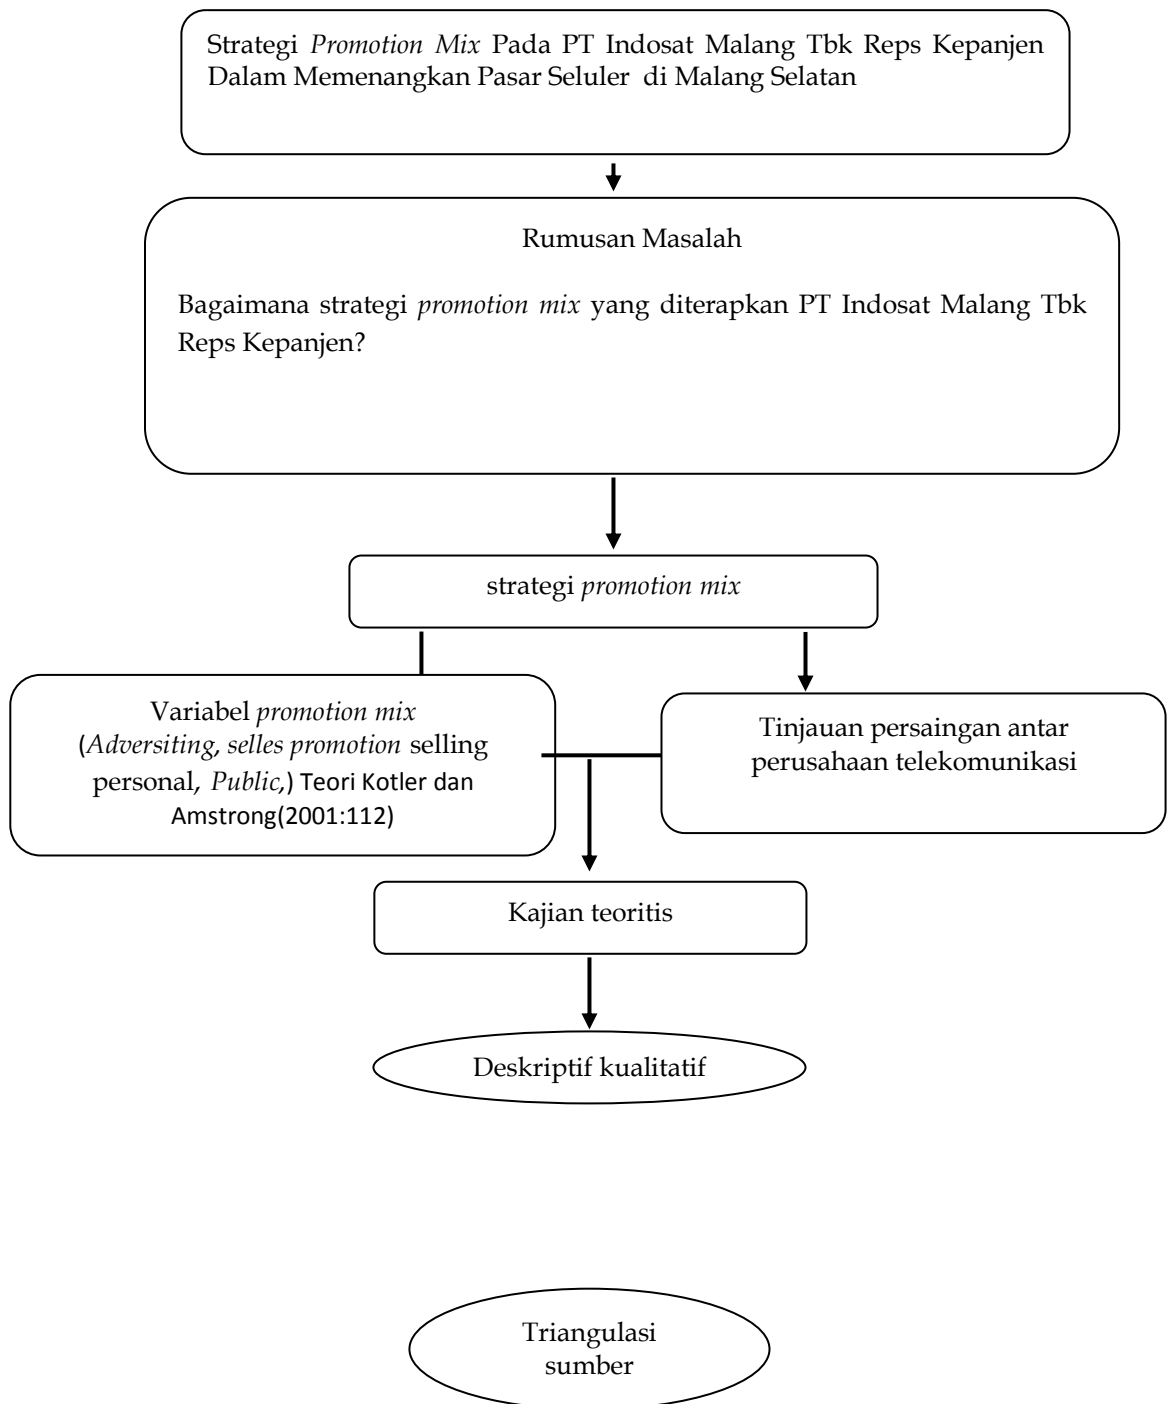 Strategi Promotion Mix Pada PT Indosat Malang Tbk Reps Kepanjen
Dalam Memenangkan Pasar Seluler di Malang Selatan
Rumusan Masalah
Bagaimana strategi promotion mix yang diterapkan PT Indosat Malang Tbk
Reps Kepanjen?
strategi promotion mix
Variabel promotion mix
(Adversiting, selles promotion selling
personal, Public,) Teori Kotler dan
Amstrong(2001:112)
Tinjauan persaingan antar
perusahaan telekomunikasi
Kajian teoritis
Deskriptif kualitatif
Triangulasi
sumber